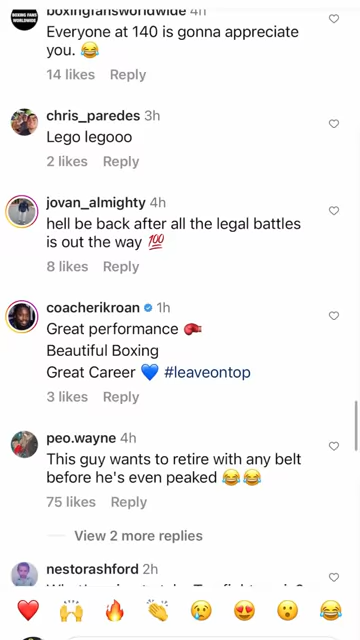 boxingfansworldwide 4h
Everyone at 140 is gonna appreciate
you. 😂
14 likes Reply
chris_paredes 3h
Lego legooo
2 likes Reply
jovan_almighty 4h
hell be back after all the legal battles
is out the way 💯
8 likes Reply
coacherikroan 1h
Great performance 🥊
Beautiful Boxing
Great Career 💙 #leaveontop
3 likes Reply
peo.wayne 4h
This guy wants to retire with any belt
before he's even peaked 😂😂
75 likes Reply
View 2 more replies
nestorashford 2h